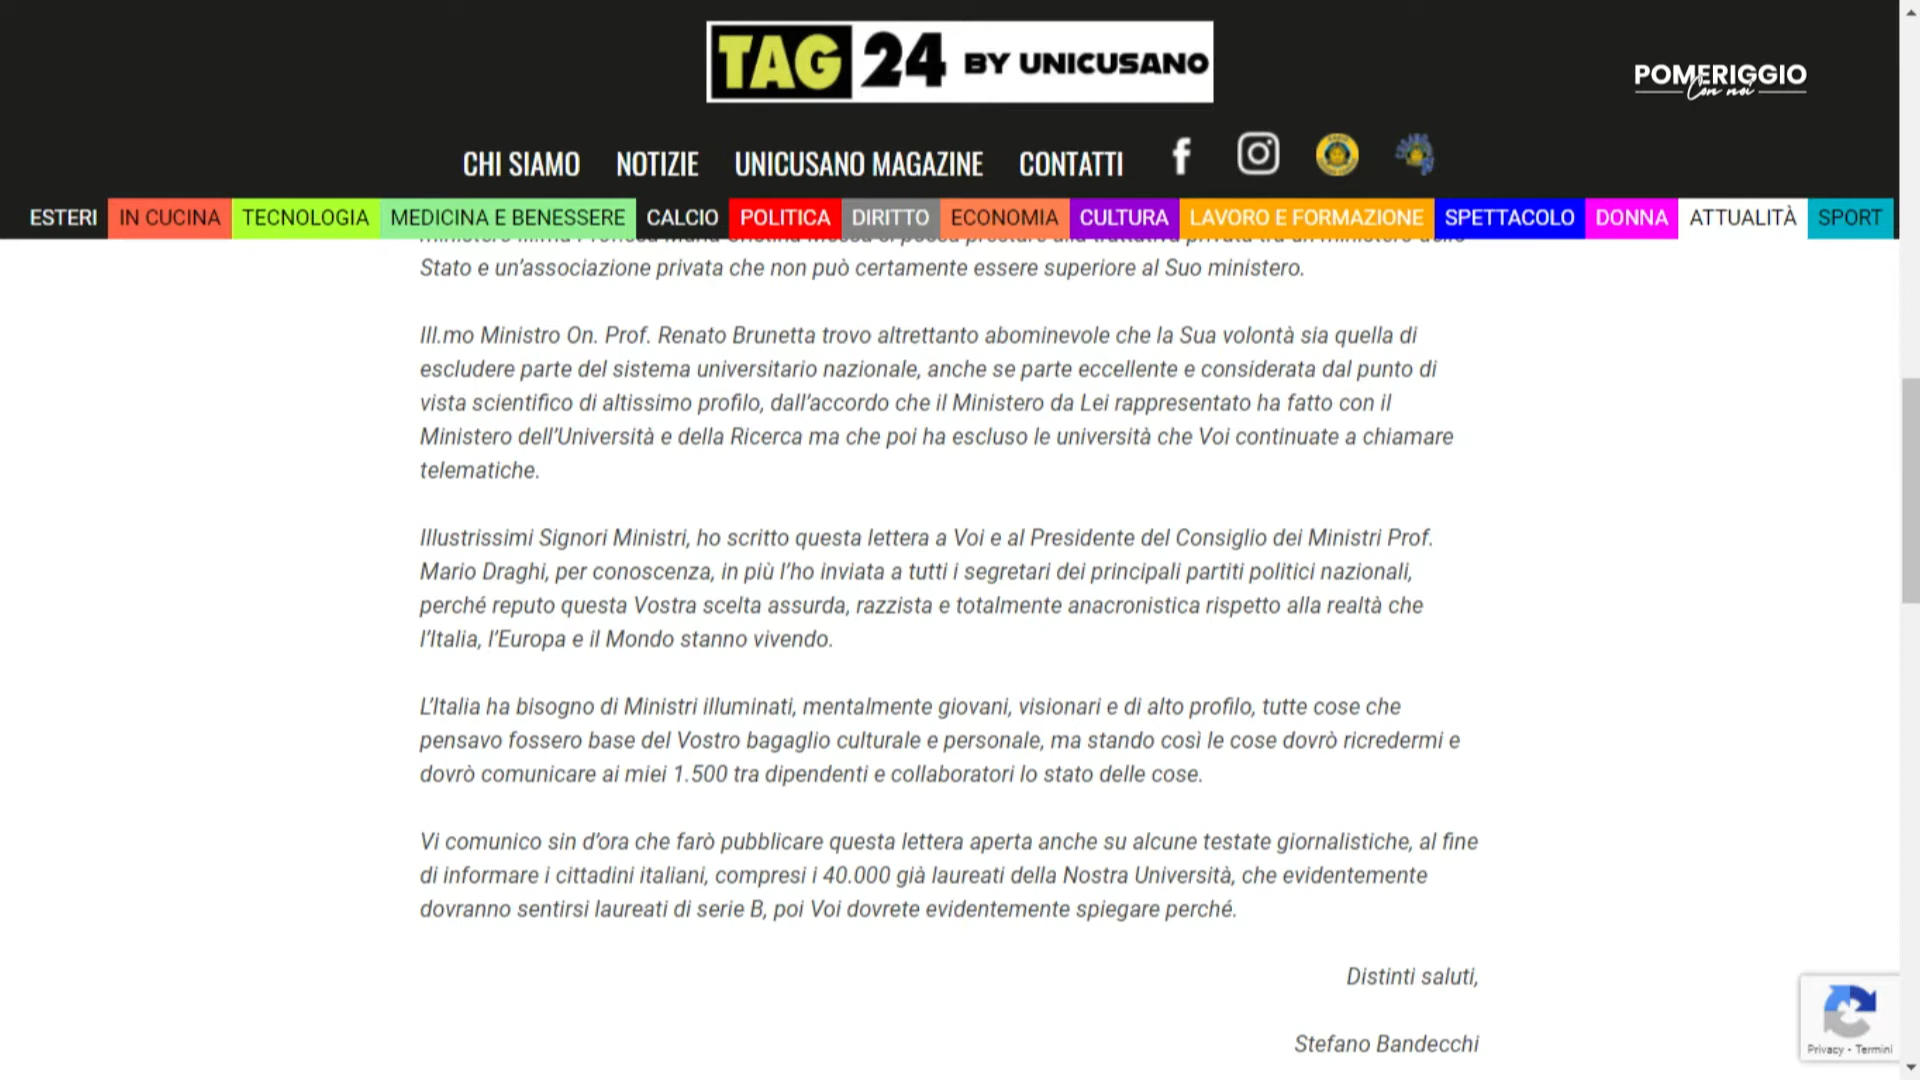 TAG 24 BY UNICUSANO
POMERIGGIO
Con noi
CHI SIAMO NOTIZIE UNICUSANO MAGAZINE CONTATTI
ESTERI IN CUCINA TECNOLOGIA MEDICINA E BENESSERE CALCIO POLITICA DIRITTO ECONOMIA CULTURA LAVORO E FORMAZIONE SPETTACOLO DONNA ATTUALITÀ SPORT
Stato e un’associazione privata che non può certamente essere superiore al Suo ministero.
Ill.mo Ministro On. Prof. Renato Brunetta trovo altrettanto abominevole che la Sua volontà sia quella di
escludere parte del sistema universitario nazionale, anche se parte eccellente e considerata dal punto di
vista scientifico di altissimo profilo, dall’accordo che il Ministero da Lei rappresentato ha fatto con il
Ministero dell’Università e della Ricerca ma che poi ha escluso le università che Voi continuate a chiamare
telematiche.
Illustrissimi Signori Ministri, ho scritto questa lettera a Voi e al Presidente del Consiglio dei Ministri Prof.
Mario Draghi, per conoscenza, in più l’ho inviata a tutti i segretari dei principali partiti politici nazionali,
perché reputo questa Vostra scelta assurda, razzista e totalmente anacronistica rispetto alla realtà che
l’Italia, l’Europa e il Mondo stanno vivendo.
L’Italia ha bisogno di Ministri illuminati, mentalmente giovani, visionari e di alto profilo, tutte cose che
pensavo fossero base del Vostro bagaglio culturale e personale, ma stando così le cose dovrò ricredermi e
dovrò comunicare ai miei 1.500 tra dipendenti e collaboratori lo stato delle cose.
Vi comunico sin d’ora che farò pubblicare questa lettera aperta anche su alcune testate giornalistiche, al fine
di informare i cittadini italiani, compresi i 40.000 già laureati della Nostra Università, che evidentemente
dovranno sentirsi laureati di serie B, poi Voi dovrete evidentemente spiegare perché.
Distinti saluti,
Stefano Bandecchi
Privacy - Termini